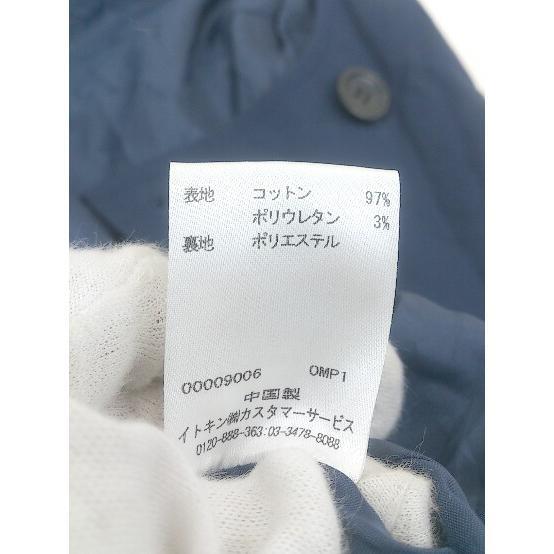 表地 コットン 97%
ポリウレタン 3%
裏地 ポリエステル
00009006 OMP1
中国製
イトキン㈱カスタマーサービス
0120-888-363:03-3478-8088